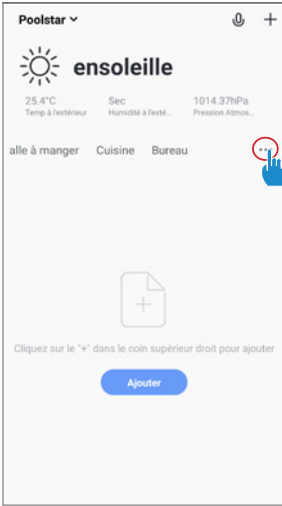 Poolstar
ensoleille
25.4°C Sec 1014.37hPa
Temp à l'extérieur Humidité à l'exté... Pression Atmos...
alle à manger Cuisine Bureau ...
Cliquez sur le "+" dans le coin supérieur droit pour ajouter
Ajouter